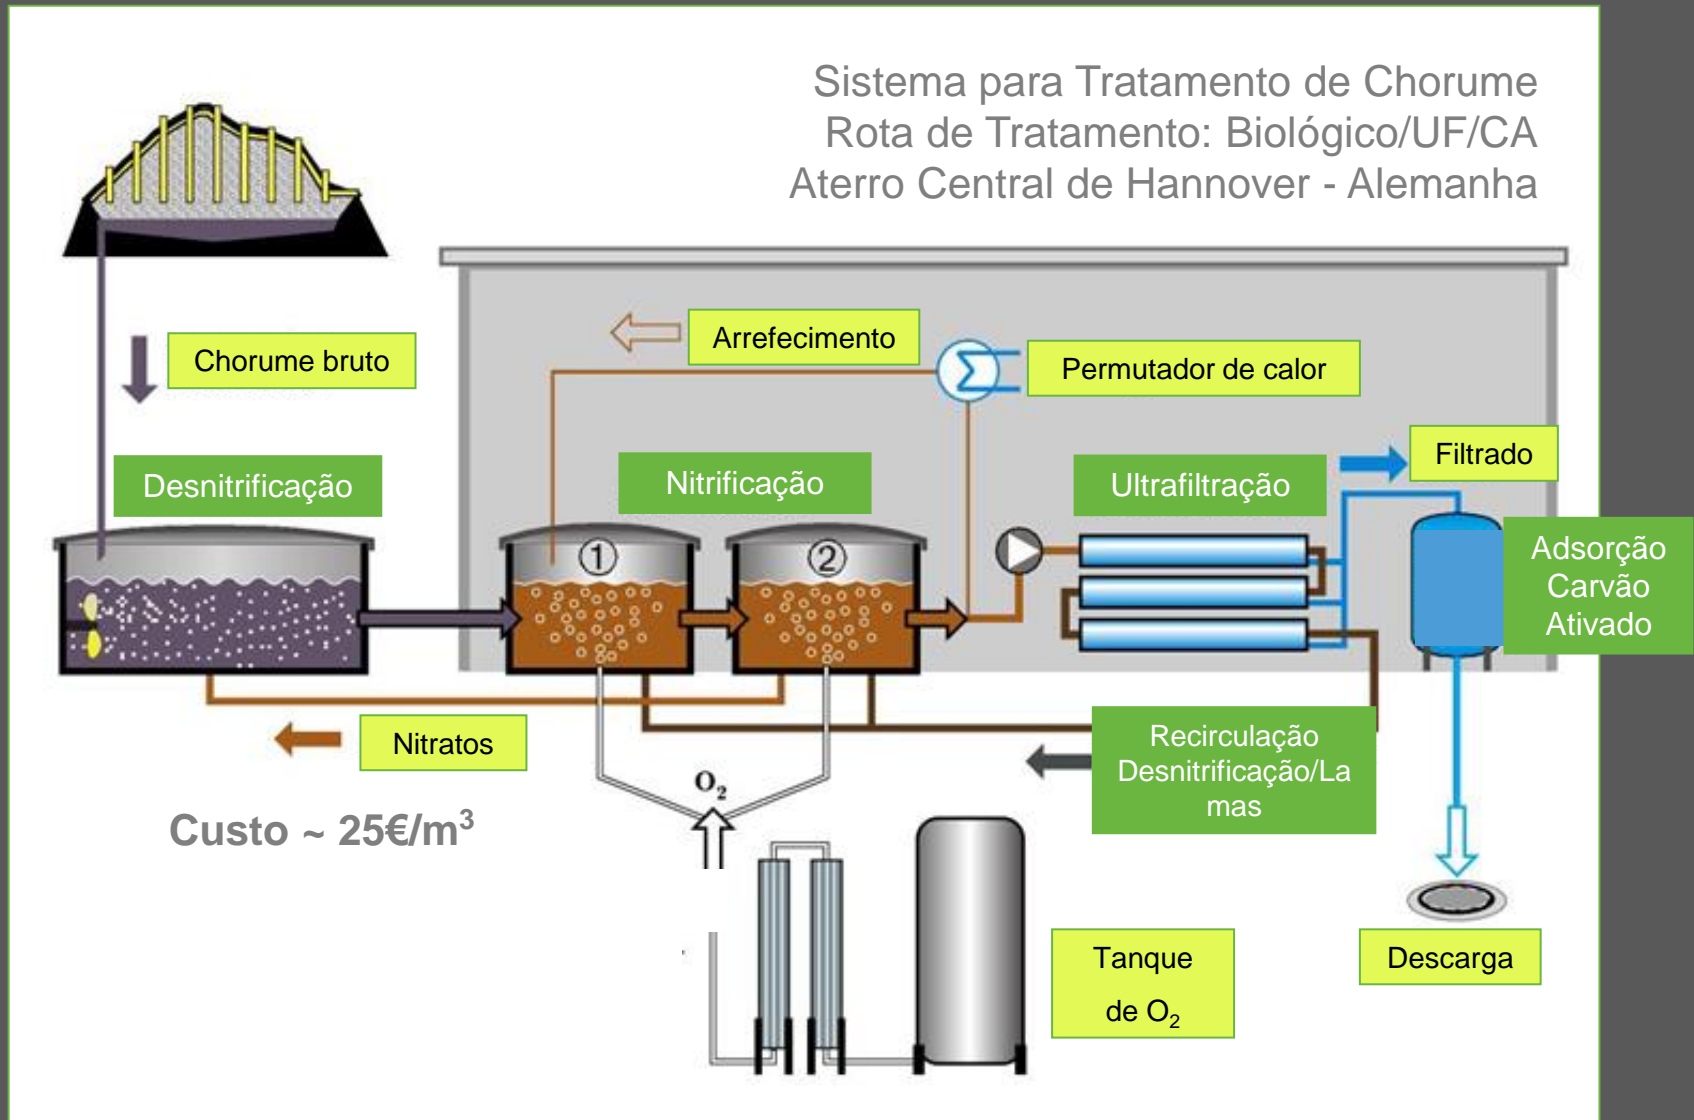 Sistema para Tratamento de Chorume
Rota de Tratamento: Biológico/UF/CA
Aterro Central de Hannover - Alemanha
Arrefecimento
Chorume bruto
Permutador de calor
Filtrado
Desnitrificação
Nitrificação
Ultrafiltração
Adsorção
Carvão
Ativado
①
②
Nitratos
Recirculação
Desnitrificação/La
mas
O₂
Custo ~ 25€/m³
Tanque
de O₂
Descarga